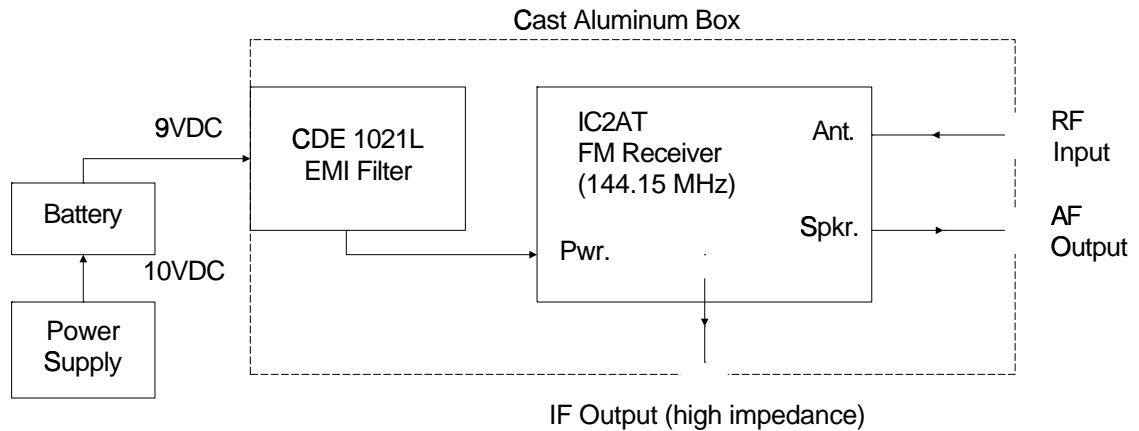 Cast Aluminum Box
9VDC
CDE 1021L
EMI Filter
IC2AT
FM Receiver
(144.15 MHz)
Ant.
RF
Input
Battery
Spkr.
AF
Output
Pwr.
10VDC
Power
Supply
IF Output (high impedance)